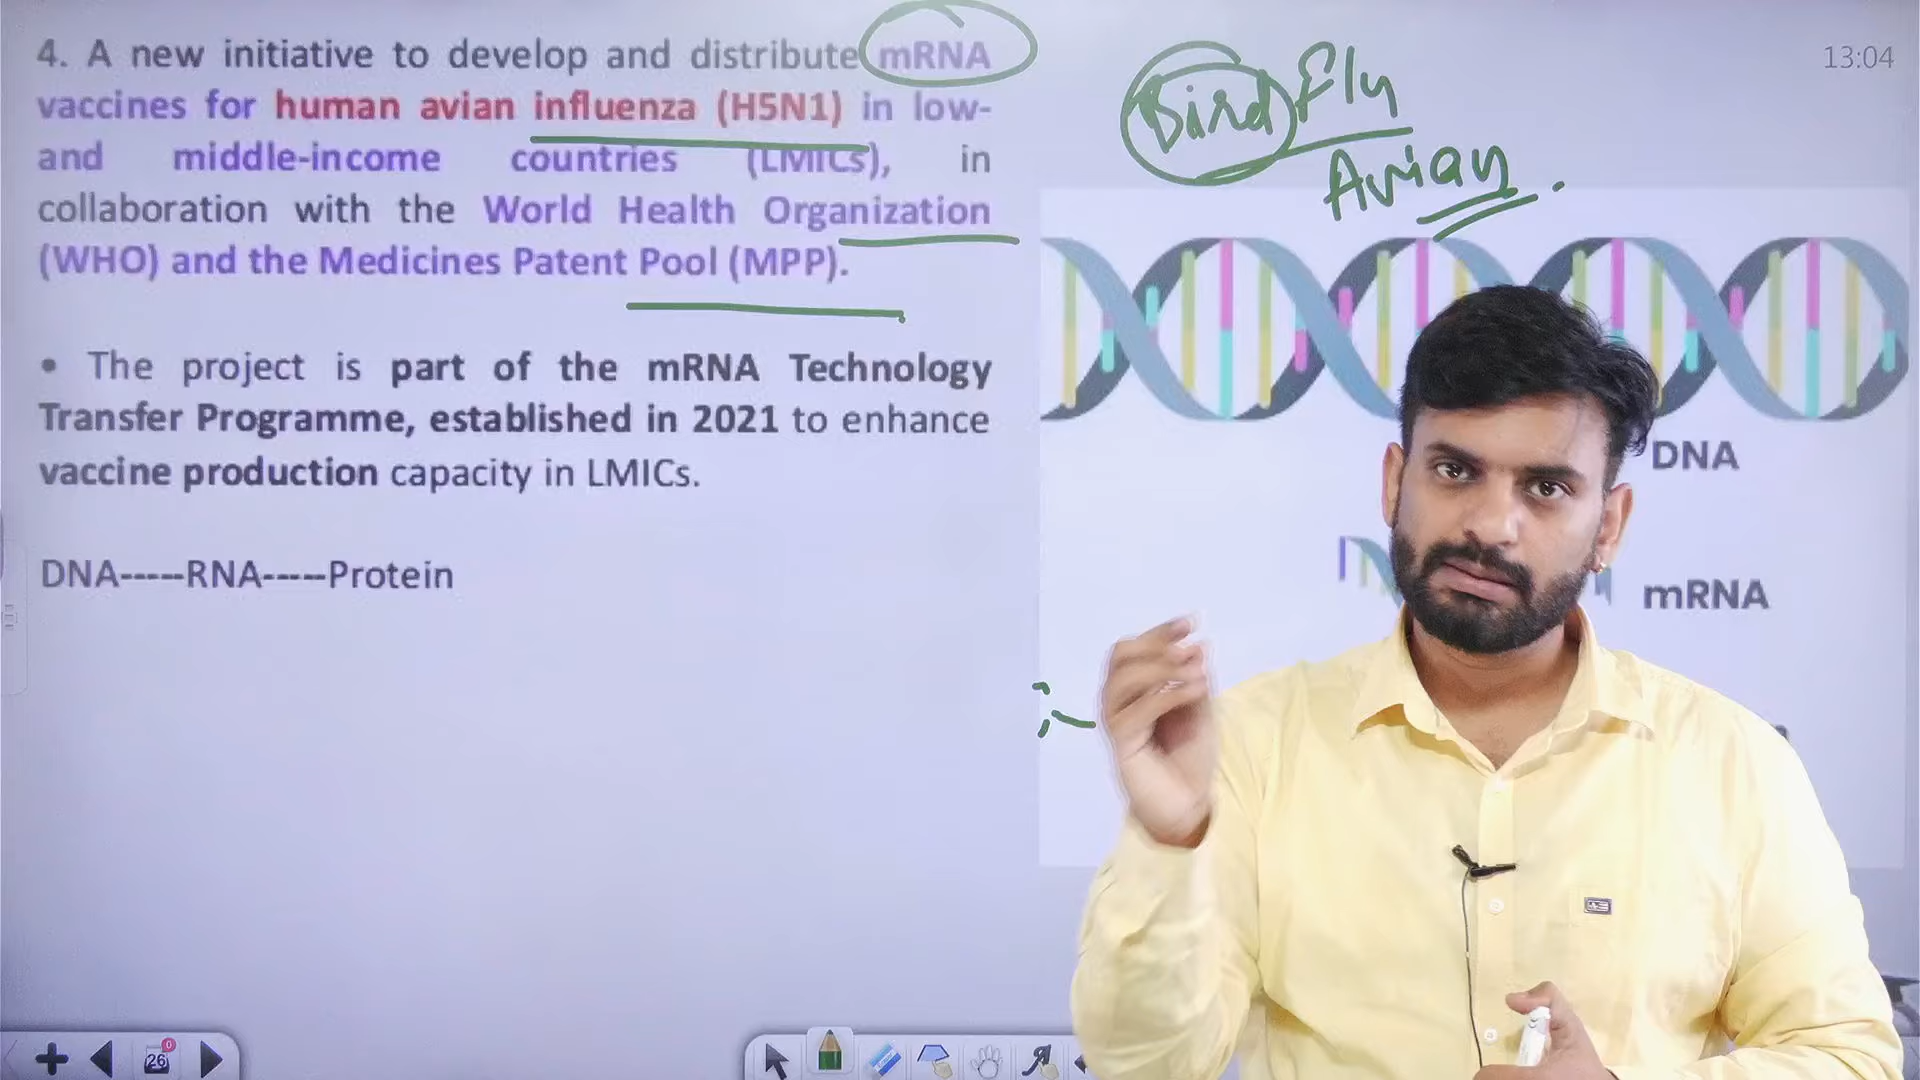 4. A new initiative to develop and distribute mRNA
vaccines for human avian influenza (H5N1) in low-
and middle-income countries (LMICs), in
collaboration with the World Health Organization
(WHO) and the Medicines Patent Pool (MPP).
• The project is part of the mRNA Technology
Transfer Programme, established in 2021 to enhance
vaccine production capacity in LMICs.
DNA-----RNA-----Protein
Bird Flu
Avian
13:04
DNA
mRNA
26
0